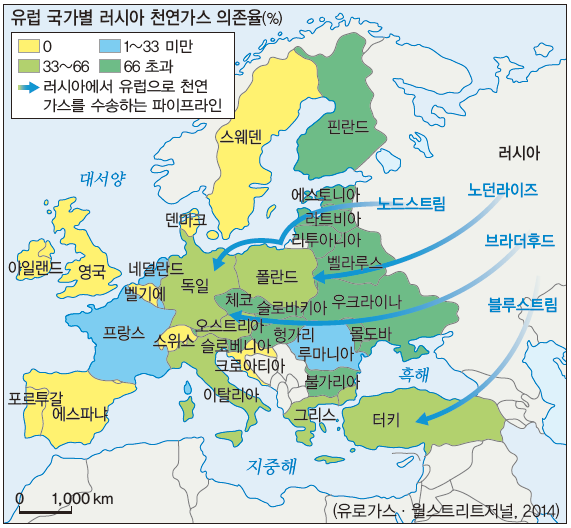 유럽 국가별 러시아 천연가스 의존율(%)
0
1~33 미만
33~66
66 초과
러시아에서 유럽으로 천연
가스를 수송하는 파이프라인
스웨덴
핀란드
러시아
대서양
에스토니아
노드스트림
노던라이즈
덴마크
라트비아
리투아니아
브라더후드
아일랜드
영국
네덜란드
독일
폴란드
벨라루스
벨기에
체코
슬로바키아
우크라이나
블루스트림
프랑스
스위스
오스트리아
헝가리
몰도바
슬로베니아
루마니아
크로아티아
흑해
포르투갈
에스파냐
이탈리아
불가리아
그리스
터키
지중해
0 1,000 km
(유로가스·월스트리트저널, 2014)